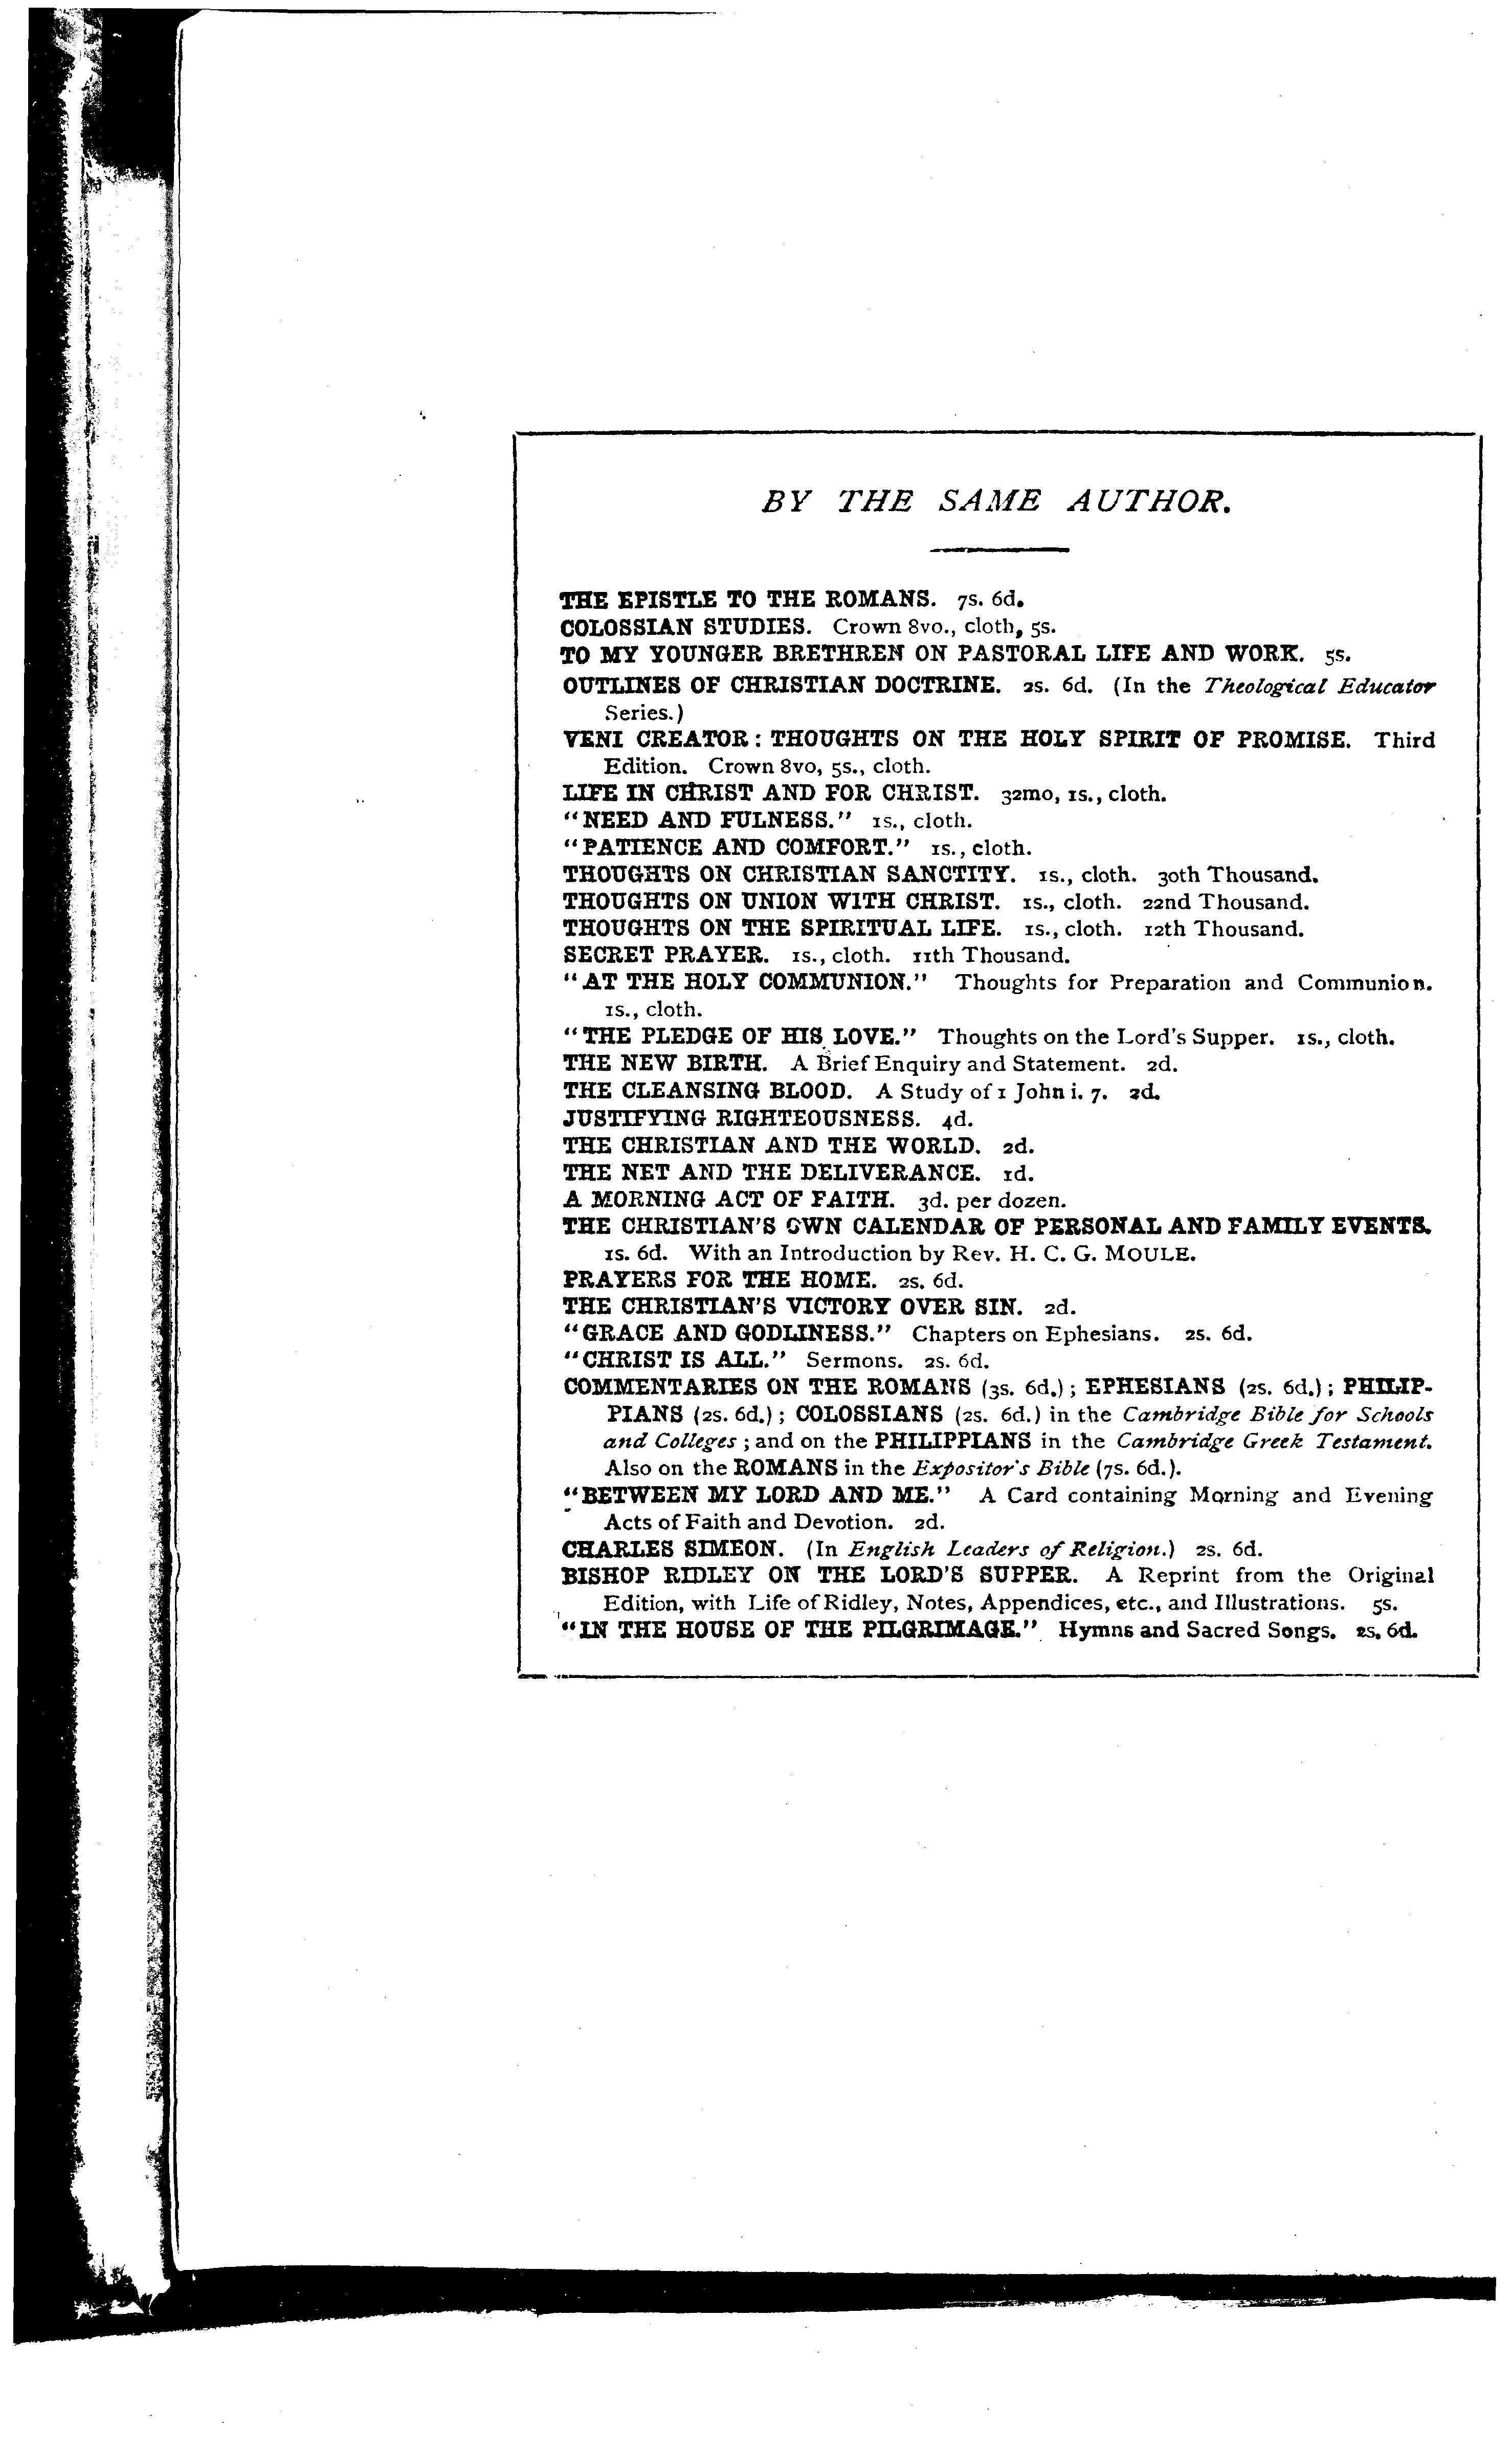 BY THE SAME AUTHOR.
THE EPISTLE TO THE ROMANS. 7s. 6d.
COLOSSIAN STUDIES. Crown 8vo., cloth, 5s.
TO MY YOUNGER BRETHREN ON PASTORAL LIFE AND WORK. 5s.
OUTLINES OF CHRISTIAN DOCTRINE. 2s. 6d. (In the Theological Educator
Series.)
VENI CREATOR: THOUGHTS ON THE HOLY SPIRIT OF PROMISE. Third
Edition. Crown 8vo, 5s., cloth.
LIFE IN CHRIST AND FOR CHRIST. 32mo, 1s., cloth.
"NEED AND FULNESS." 1s., cloth.
"PATIENCE AND COMFORT." 1s., cloth.
THOUGHTS ON CHRISTIAN SANCTITY. 1s., cloth. 30th Thousand.
THOUGHTS ON UNION WITH CHRIST. 1s., cloth. 22nd Thousand.
THOUGHTS ON THE SPIRITUAL LIFE. 1s., cloth. 12th Thousand.
SECRET PRAYER. 1s., cloth. 11th Thousand.
"AT THE HOLY COMMUNION." Thoughts for Preparation and Communion.
1s., cloth.
"THE PLEDGE OF HIS LOVE." Thoughts on the Lord's Supper. 1s., cloth.
THE NEW BIRTH. A Brief Enquiry and Statement. 2d.
THE CLEANSING BLOOD. A Study of 1 John i. 7. 2d.
JUSTIFYING RIGHTEOUSNESS. 4d.
THE CHRISTIAN AND THE WORLD. 2d.
THE NET AND THE DELIVERANCE. 1d.
A MORNING ACT OF FAITH. 3d. per dozen.
THE CHRISTIAN'S OWN CALENDAR OF PERSONAL AND FAMILY EVENTS.
1s. 6d. With an Introduction by Rev. H. C. G. MOULE.
PRAYERS FOR THE HOME. 2s. 6d.
THE CHRISTIAN'S VICTORY OVER SIN. 2d.
"GRACE AND GODLINESS." Chapters on Ephesians. 2s. 6d.
"CHRIST IS ALL." Sermons. 2s. 6d.
COMMENTARIES ON THE ROMANS (3s. 6d.); EPHESIANS (2s. 6d.); PHILIP-
PIANS (2s. 6d.); COLOSSIANS (2s. 6d.) in the Cambridge Bible for Schools
and Colleges; and on the PHILIPPIANS in the Cambridge Greek Testament.
Also on the ROMANS in the Expositor's Bible (7s. 6d.).
"BETWEEN MY LORD AND ME." A Card containing Morning and Evening
Acts of Faith and Devotion. 2d.
CHARLES SIMEON. (In English Leaders of Religion.) 2s. 6d.
BISHOP RIDLEY ON THE LORD'S SUPPER. A Reprint from the Original
Edition, with Life of Ridley, Notes, Appendices, etc., and Illustrations. 5s.
"IN THE HOUSE OF THE PILGRIMAGE." Hymns and Sacred Songs. 2s. 6d.